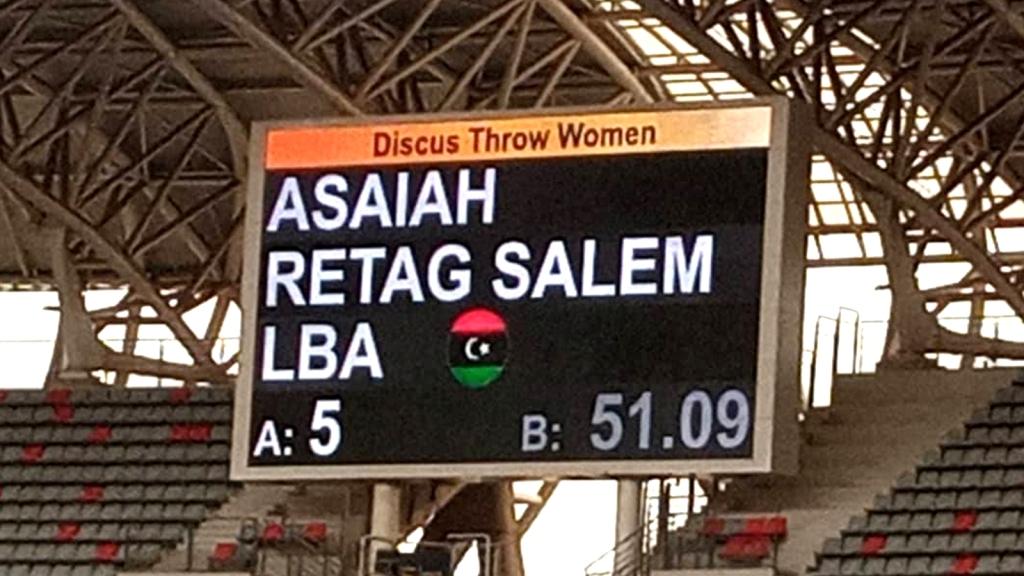 Discus Throw Women
ASAIAH
RETAG SALEM
LBA
A: 5 B: 51.09